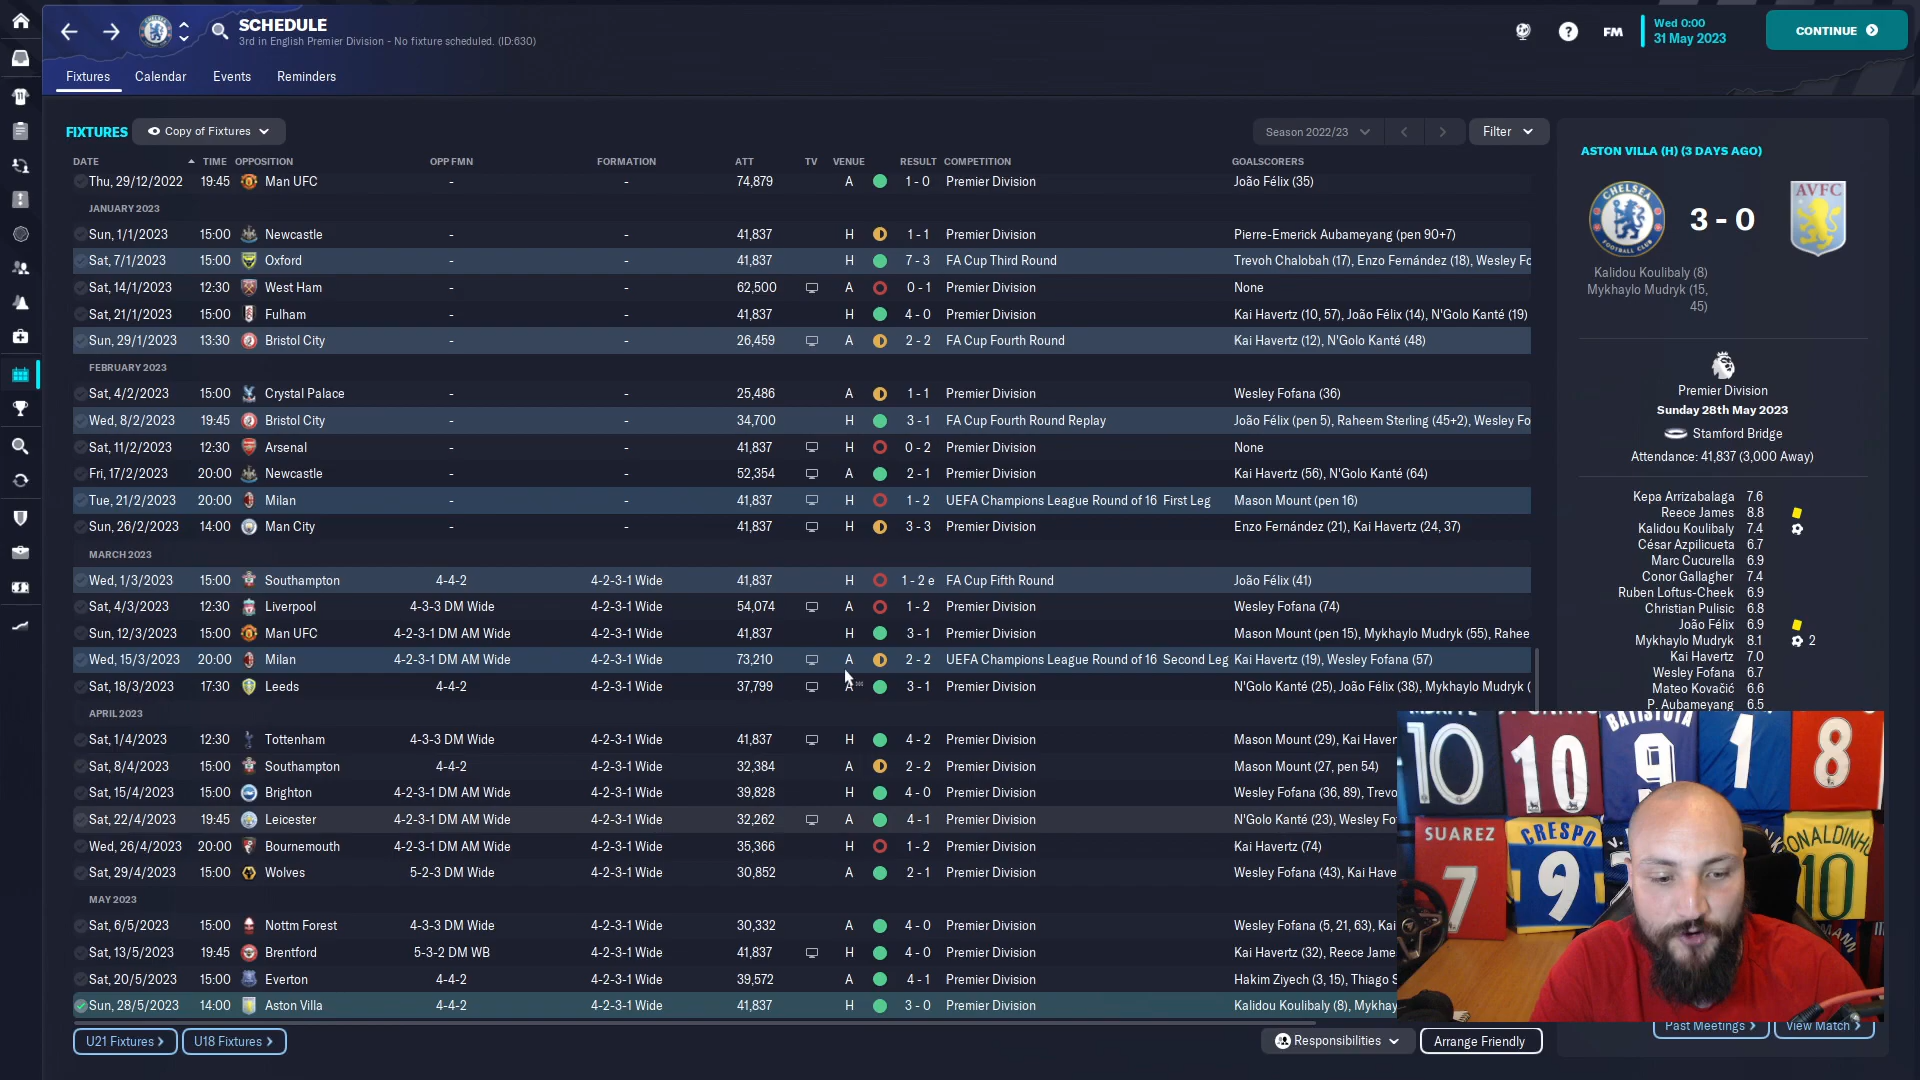 SCHEDULE
3rd in English Premier Division - No fixture scheduled. (ID:630)
FM
Wed 0:00
31 May 2023
CONTINUE
Fixtures Calendar Events Reminders
FIXTURES Copy of Fixtures Season 2022/23 Filter
DATE TIME OPPOSITION OPP FMN FORMATION ATT TV VENUE RESULT COMPETITION GOALSCORERS
Thu, 29/12/2022 19:45 Man UFC - - 74,879 A 1 - 0 Premier Division João Félix (35)
JANUARY 2023
Sun, 1/1/2023 15:00 Newcastle - - 41,837 H 1 - 1 Premier Division Pierre-Emerick Aubameyang (pen 90+7)
Sat, 7/1/2023 15:00 Oxford - - 41,837 H 7 - 3 FA Cup Third Round Trevoh Chalobah (17), Enzo Fernández (18), Wesley Fo
Sat, 14/1/2023 12:30 West Ham - - 62,500 A 0 - 1 Premier Division None
Sat, 21/1/2023 15:00 Fulham - - 41,837 H 4 - 0 Premier Division Kai Havertz (10, 57), João Félix (14), N'Golo Kanté (19)
Sun, 29/1/2023 13:30 Bristol City - - 26,459 A 2 - 2 FA Cup Fourth Round Kai Havertz (12), N'Golo Kanté (48)
FEBRUARY 2023
Sat, 4/2/2023 15:00 Crystal Palace - - 25,486 A 1 - 1 Premier Division Wesley Fofana (36)
Wed, 8/2/2023 19:45 Bristol City - - 34,700 H 3 - 1 FA Cup Fourth Round Replay João Félix (pen 5), Raheem Sterling (45+2), Wesley Fo
Sat, 11/2/2023 12:30 Arsenal - - 41,837 H 0 - 2 Premier Division None
Fri, 17/2/2023 20:00 Newcastle - - 52,354 A 2 - 1 Premier Division Kai Havertz (56), N'Golo Kanté (64)
Tue, 21/2/2023 20:00 Milan - - 41,837 H 1 - 2 UEFA Champions League Round of 16 First Leg Mason Mount (pen 16)
Sun, 26/2/2023 14:00 Man City - - 41,837 H 3 - 3 Premier Division Enzo Fernández (21), Kai Havertz (24, 37)
MARCH 2023
Wed, 1/3/2023 15:00 Southampton 4-4-2 4-2-3-1 Wide 41,837 H 1 - 2 e FA Cup Fifth Round João Félix (41)
Sat, 4/3/2023 12:30 Liverpool 4-3-3 DM Wide 4-2-3-1 Wide 54,074 A 1 - 2 Premier Division Wesley Fofana (74)
Sun, 12/3/2023 15:00 Man UFC 4-2-3-1 DM AM Wide 4-2-3-1 Wide 41,837 H 3 - 1 Premier Division Mason Mount (pen 15), Mykhaylo Mudryk (55), Rahee
Wed, 15/3/2023 20:00 Milan 4-2-3-1 DM AM Wide 4-2-3-1 Wide 73,210 A 2 - 2 UEFA Champions League Round of 16 Second Leg Kai Havertz (19), Wesley Fofana (57)
Sat, 18/3/2023 17:30 Leeds 4-4-2 4-2-3-1 Wide 37,799 A 3 - 1 Premier Division N'Golo Kanté (25), João Félix (38), Mykhaylo Mudryk (
APRIL 2023
Sat, 1/4/2023 12:30 Tottenham 4-3-3 DM Wide 4-2-3-1 Wide 41,837 H 4 - 2 Premier Division Mason Mount (29), Kai Haver
Sat, 8/4/2023 15:00 Southampton 4-4-2 4-2-3-1 Wide 32,384 A 2 - 2 Premier Division Mason Mount (27, pen 54)
Sat, 15/4/2023 15:00 Brighton 4-2-3-1 DM AM Wide 4-2-3-1 Wide 39,828 H 4 - 0 Premier Division Wesley Fofana (36, 89), Trevo
Sat, 22/4/2023 19:45 Leicester 4-2-3-1 DM AM Wide 4-2-3-1 Wide 32,262 A 4 - 1 Premier Division N'Golo Kanté (23), Wesley Fo
Wed, 26/4/2023 20:00 Bournemouth 4-2-3-1 DM AM Wide 4-2-3-1 Wide 35,366 H 1 - 2 Premier Division Kai Havertz (74)
Sat, 29/4/2023 15:00 Wolves 5-2-3 DM Wide 4-2-3-1 Wide 30,852 A 2 - 1 Premier Division Wesley Fofana (43), Kai Have
MAY 2023
Sat, 6/5/2023 15:00 Nottm Forest 4-3-3 DM Wide 4-2-3-1 Wide 30,332 A 4 - 0 Premier Division Wesley Fofana (5, 21, 63), Kai
Sat, 13/5/2023 19:45 Brentford 5-3-2 DM WB 4-2-3-1 Wide 41,837 H 4 - 0 Premier Division Kai Havertz (32), Reece Jame
Sat, 20/5/2023 15:00 Everton 4-4-2 4-2-3-1 Wide 39,572 A 4 - 1 Premier Division Hakim Ziyech (3, 15), Thiago S
Sun, 28/5/2023 14:00 Aston Villa 4-4-2 4-2-3-1 Wide 41,837 H 3 - 0 Premier Division Kalidou Koulibaly (8), Mykhay
U21 Fixtures U18 Fixtures Responsibilities Arrange Friendly
ASTON VILLA (H) (3 DAYS AGO)
CHELSEA
FOOTBALL CLUB
3 - 0
AVFC
Kalidou Koulibaly (8)
Mykhaylo Mudryk (15,
45)
Premier Division
Sunday 28th May 2023
Stamford Bridge
Attendance: 41,837 (3,000 Away)
Kepa Arrizabalaga 7.6
Reece James 8.8
Kalidou Koulibaly 7.4
César Azpilicueta 6.7
Marc Cucurella 6.9
Conor Gallagher 7.4
Ruben Loftus-Cheek 6.9
Christian Pulisic 6.8
João Félix 6.9
Mykhaylo Mudryk 8.1 2
Kai Havertz 7.0
Wesley Fofana 6.7
Mateo Kovačić 6.6
P. Aubameyang 6.5
BATISTUTA
10 10 9 1 8
SUAREZ
7
CRESPO
9
ONALDINH
10
Past Meetings View Match